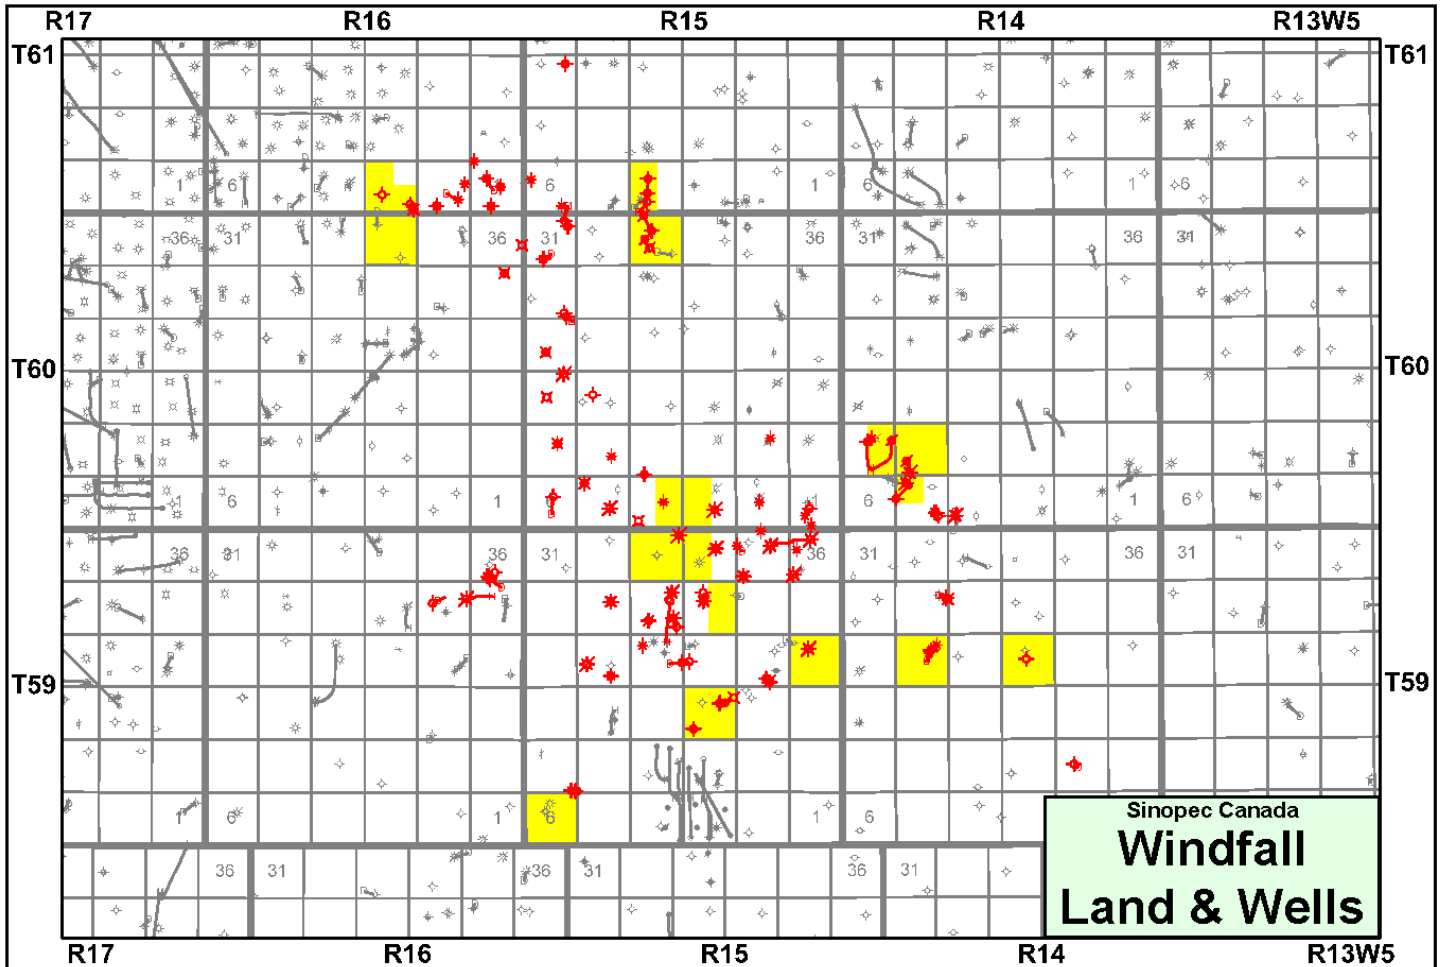 R17 R16 R15 R14 R13W5
T61 T61
1 6 6 1 6 1 6
36 31 36 31 36 31 36 31
T60 T60
1 6 1 1 6 1 6
36 31 36 31 36 31 36 31
T59 T59
1 6 1 6 1 6
36 31 36 31 36 31
Sinopec Canada
Windfall
Land & Wells
R17 R16 R15 R14 R13W5